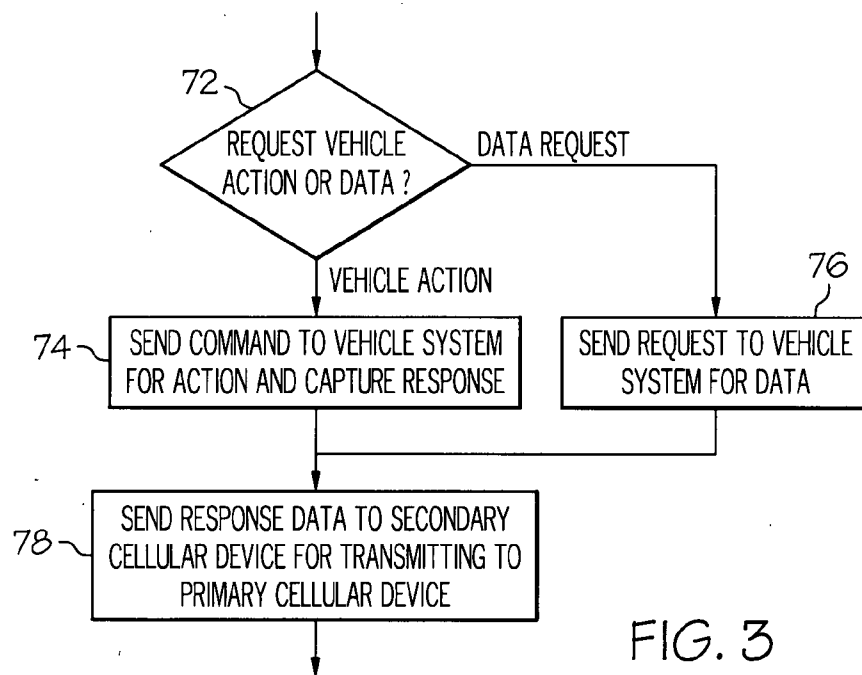 72
REQUEST VEHICLE
ACTION OR DATA ?
DATA REQUEST
VEHICLE ACTION
74
SEND COMMAND TO VEHICLE SYSTEM
FOR ACTION AND CAPTURE RESPONSE
76
SEND REQUEST TO VEHICLE
SYSTEM FOR DATA
78
SEND RESPONSE DATA TO SECONDARY
CELLULAR DEVICE FOR TRANSMITTING TO
PRIMARY CELLULAR DEVICE
FIG. 3